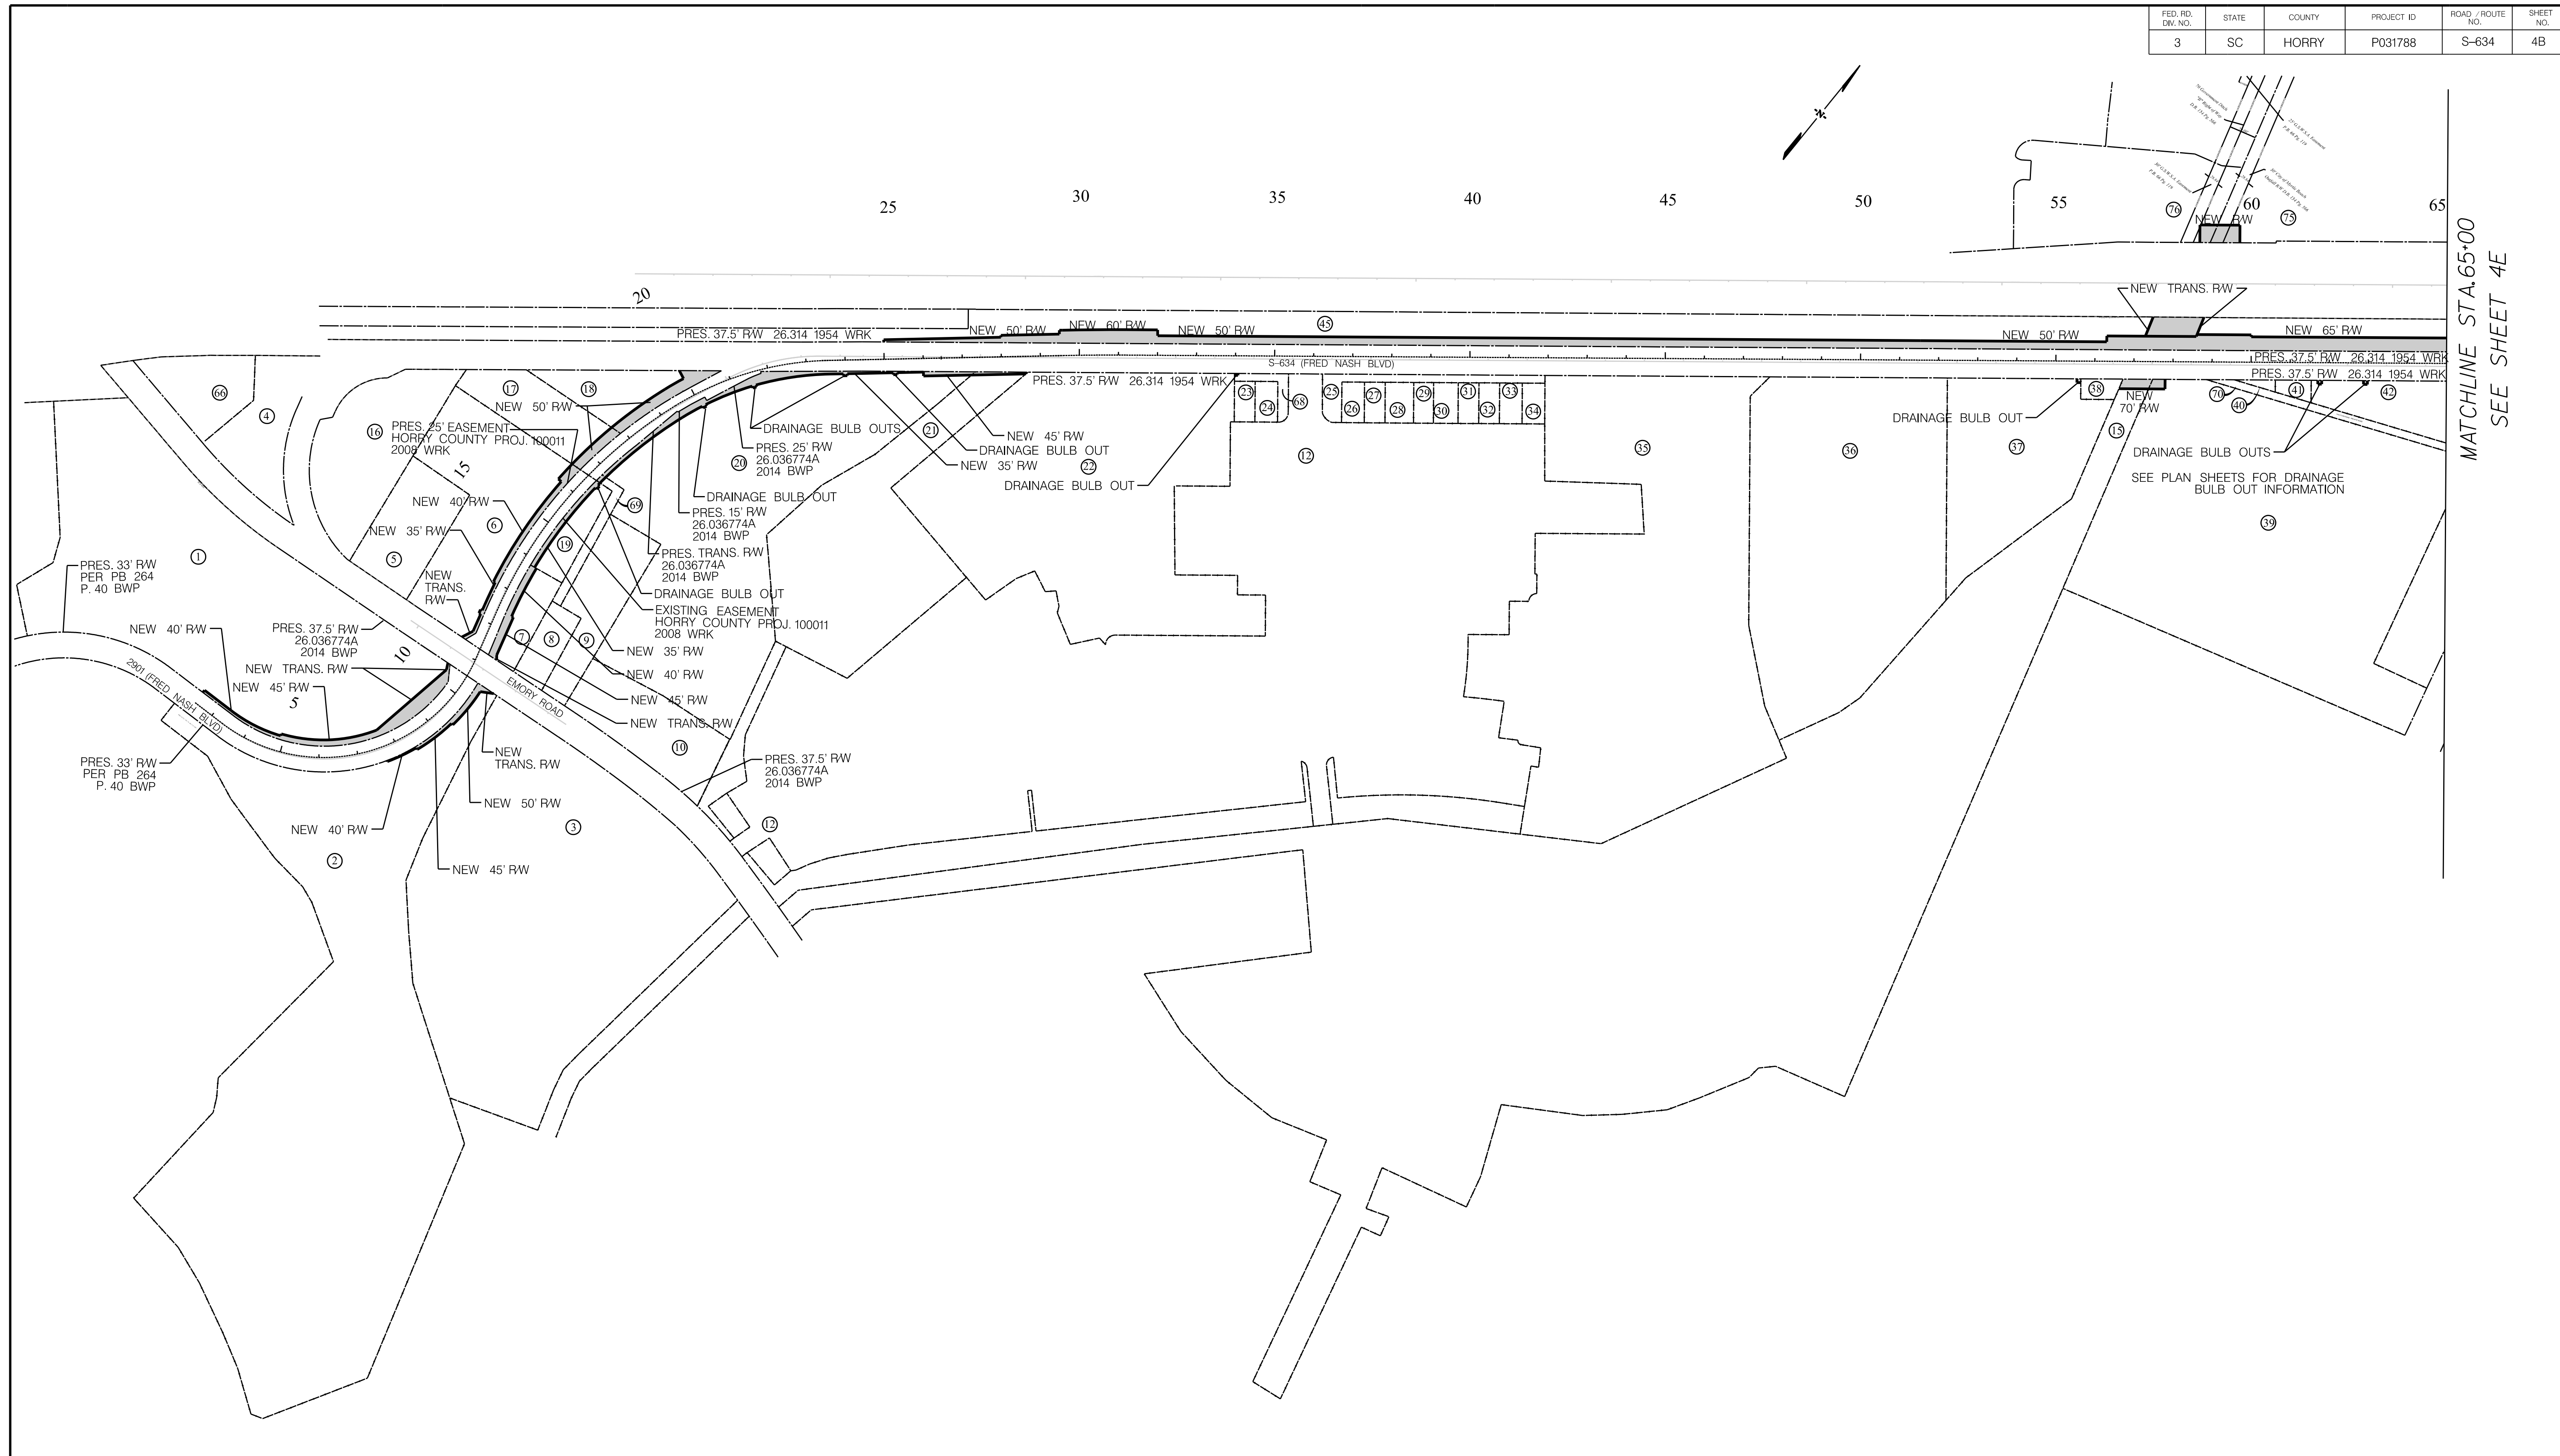 FED. RD. DIV. NO. STATE COUNTY PROJECT ID ROAD / ROUTE NO. SHEET NO.
3 SC HORRY P031788 S-634 4B
N
25 30 35 40 45 50 55 60 65
20
15
10
5
76
NEW R/W
75
MATCHLINE STA. 65+00
SEE SHEET 4E
NEW TRANS. R/W
PRES. 37.5' R/W 26.314 1954 WRK
NEW 50' R/W
NEW 60' R/W
NEW 50' R/W
45
NEW 50' R/W
NEW 65' R/W
PRES. 37.5' R/W 26.314 1954 WRK
S-634 (FRED NASH BLVD)
PRES. 37.5' R/W 26.314 1954 WRK
PRES. 37.5' R/W 26.314 1954 WRK
66
4
17
18
NEW 50' R/W
16
PRES. 25' EASEMENT
HORRY COUNTY PROJ. 100011
2008 WRK
23
24
68
25
26
27
28
29
30
31
32
33
34
38
NEW
70' R/W
15
70
40
41
42
DRAINAGE BULB OUT
DRAINAGE BULB OUTS
SEE PLAN SHEETS FOR DRAINAGE
BULB OUT INFORMATION
39
DRAINAGE BULB OUTS
21
NEW 45' R/W
DRAINAGE BULB OUT
NEW 35' R/W
22
DRAINAGE BULB OUT
12
35
36
37
20
PRES. 25' R/W
26.036774A
2014 BWP
DRAINAGE BULB OUT
PRES. 15' R/W
26.036774A
2014 BWP
PRES. TRANS. R/W
26.036774A
2014 BWP
DRAINAGE BULB OUT
EXISTING EASEMENT
HORRY COUNTY PROJ. 100011
2008 WRK
NEW 35' R/W
NEW 40' R/W
NEW 45' R/W
NEW TRANS. R/W
NEW 40' R/W
6
NEW 35' R/W
5
NEW
TRANS.
R/W
69
19
7
8
9
10
1
PRES. 33' R/W
PER PB 264
P. 40 BWP
NEW 40' R/W
PRES. 37.5' R/W
26.036774A
2014 BWP
NEW TRANS. R/W
NEW 45' R/W
2901 (FRED NASH BLVD)
EMORY ROAD
PRES. 33' R/W
PER PB 264
P. 40 BWP
NEW
TRANS. R/W
NEW 50' R/W
NEW 40' R/W
NEW 45' R/W
2
3
PRES. 37.5' R/W
26.036774A
2014 BWP
12